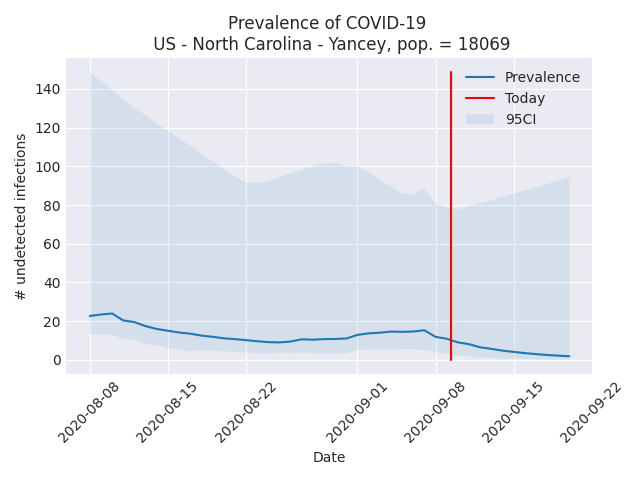 Prevalence of COVID-19
US - North Carolina - Yancey, pop. = 18069
Prevalence
Today
95CI
# undetected infections
140
120
100
80
60
40
20
0
2020-08-08
2020-08-15
2020-08-22
2020-09-01
2020-09-08
2020-09-15
2020-09-22
Date